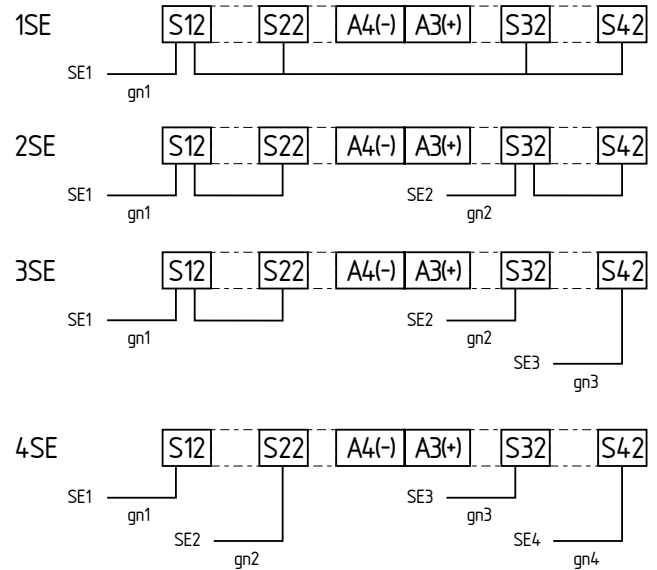 1SE S12 S22 A4(-) A3(+) S32 S42
SE1
gn1
2SE S12 S22 A4(-) A3(+) S32 S42
SE1 SE2
gn1 gn2
3SE S12 S22 A4(-) A3(+) S32 S42
SE1 SE2
gn1 gn2
SE3
gn3
4SE S12 S22 A4(-) A3(+) S32 S42
SE1 SE3
gn1 gn3
SE2 SE4
gn2 gn4